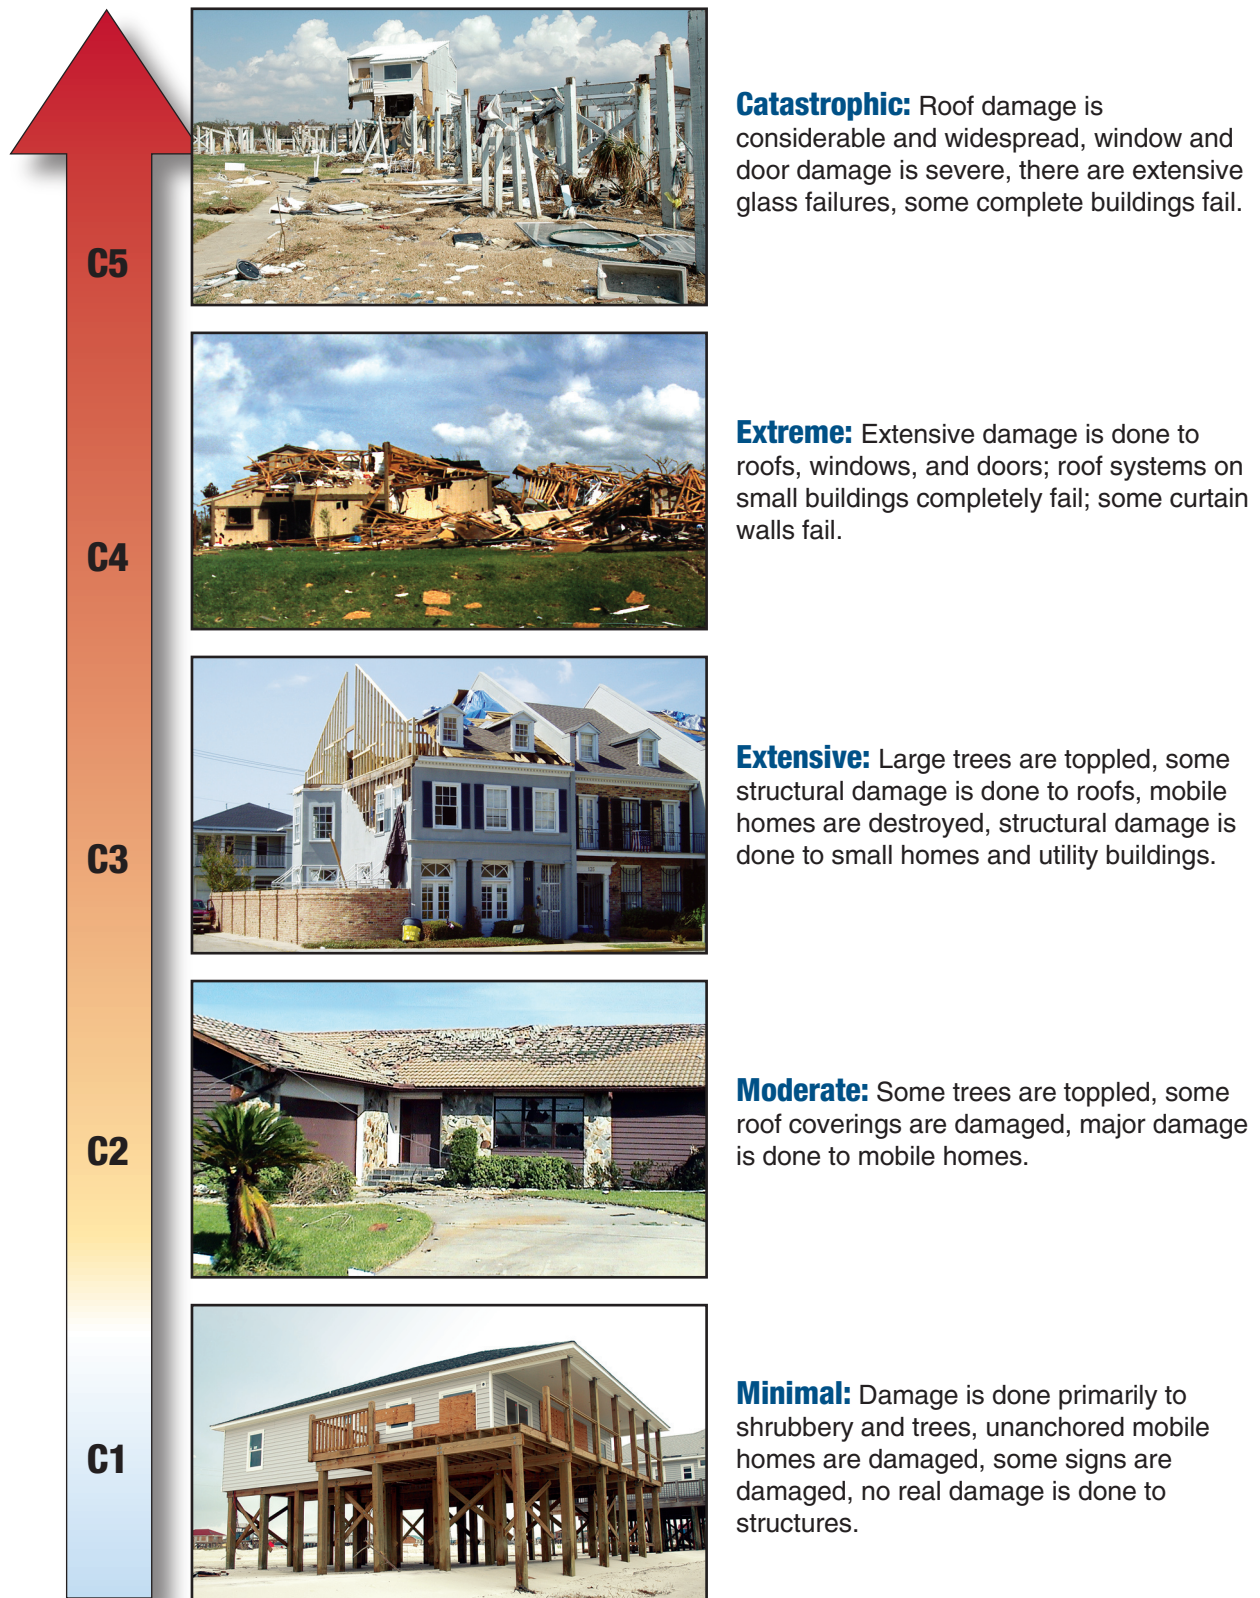 C5
Catastrophic: Roof damage is
considerable and widespread, window and
door damage is severe, there are extensive
glass failures, some complete buildings fail.
C4
Extreme: Extensive damage is done to
roofs, windows, and doors; roof systems on
small buildings completely fail; some curtain
walls fail.
C3
Extensive: Large trees are toppled, some
structural damage is done to roofs, mobile
homes are destroyed, structural damage is
done to small homes and utility buildings.
C2
Moderate: Some trees are toppled, some
roof coverings are damaged, major damage
is done to mobile homes.
C1
Minimal: Damage is done primarily to
shrubbery and trees, unanchored mobile
homes are damaged, some signs are
damaged, no real damage is done to
structures.